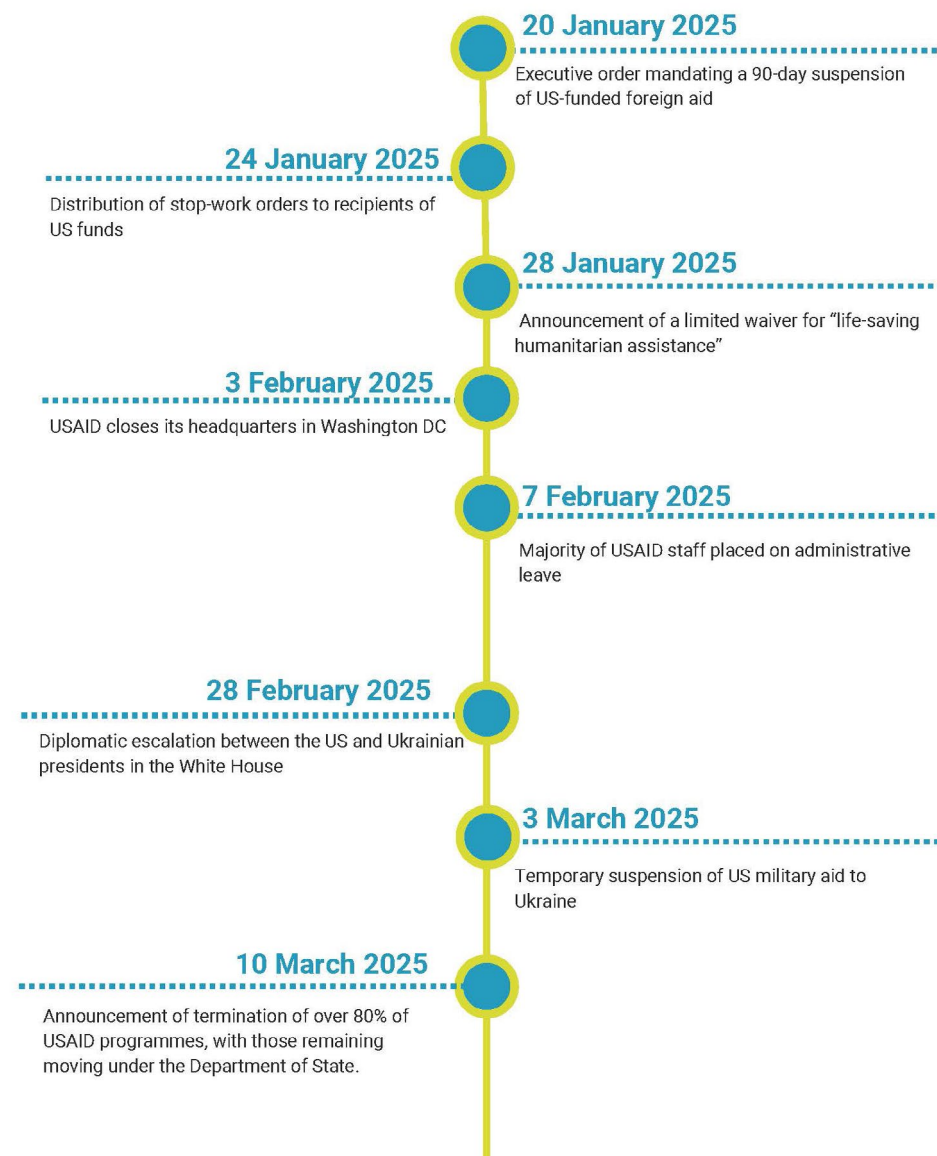 20 January 2025
Executive order mandating a 90-day suspension
of US-funded foreign aid
24 January 2025
Distribution of stop-work orders to recipients of
US funds
28 January 2025
Announcement of a limited waiver for “life-saving
humanitarian assistance”
3 February 2025
USAID closes its headquarters in Washington DC
7 February 2025
Majority of USAID staff placed on administrative
leave
28 February 2025
Diplomatic escalation between the US and Ukrainian
presidents in the White House
3 March 2025
Temporary suspension of US military aid to
Ukraine
10 March 2025
Announcement of termination of over 80% of
USAID programmes, with those remaining
moving under the Department of State.